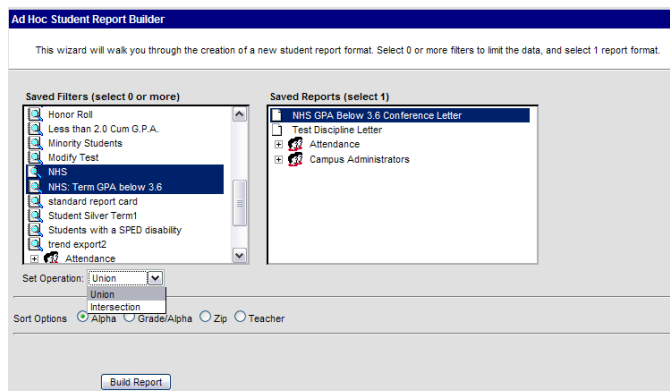 Ad Hoc Student Report Builder
This wizard will walk you through the creation of a new student report format. Select 0 or more filters to limit the data, and select 1 report format.
Saved Filters (select 0 or more)
Honor Roll
Less than 2.0 Cum G.P.A.
Minority Students
Modify Test
NHS
NHS: Term GPA below 3.6
standard report card
Student Silver Term1
Students with a SPED disability
trend export2
Attendance
Saved Reports (select 1)
NHS GPA Below 3.6 Conference Letter
Test Discipline Letter
Attendance
Campus Administrators
Set Operation: Union
Union
Intersection
Sort Options Alpha Grade/Alpha Zip Teacher
Build Report